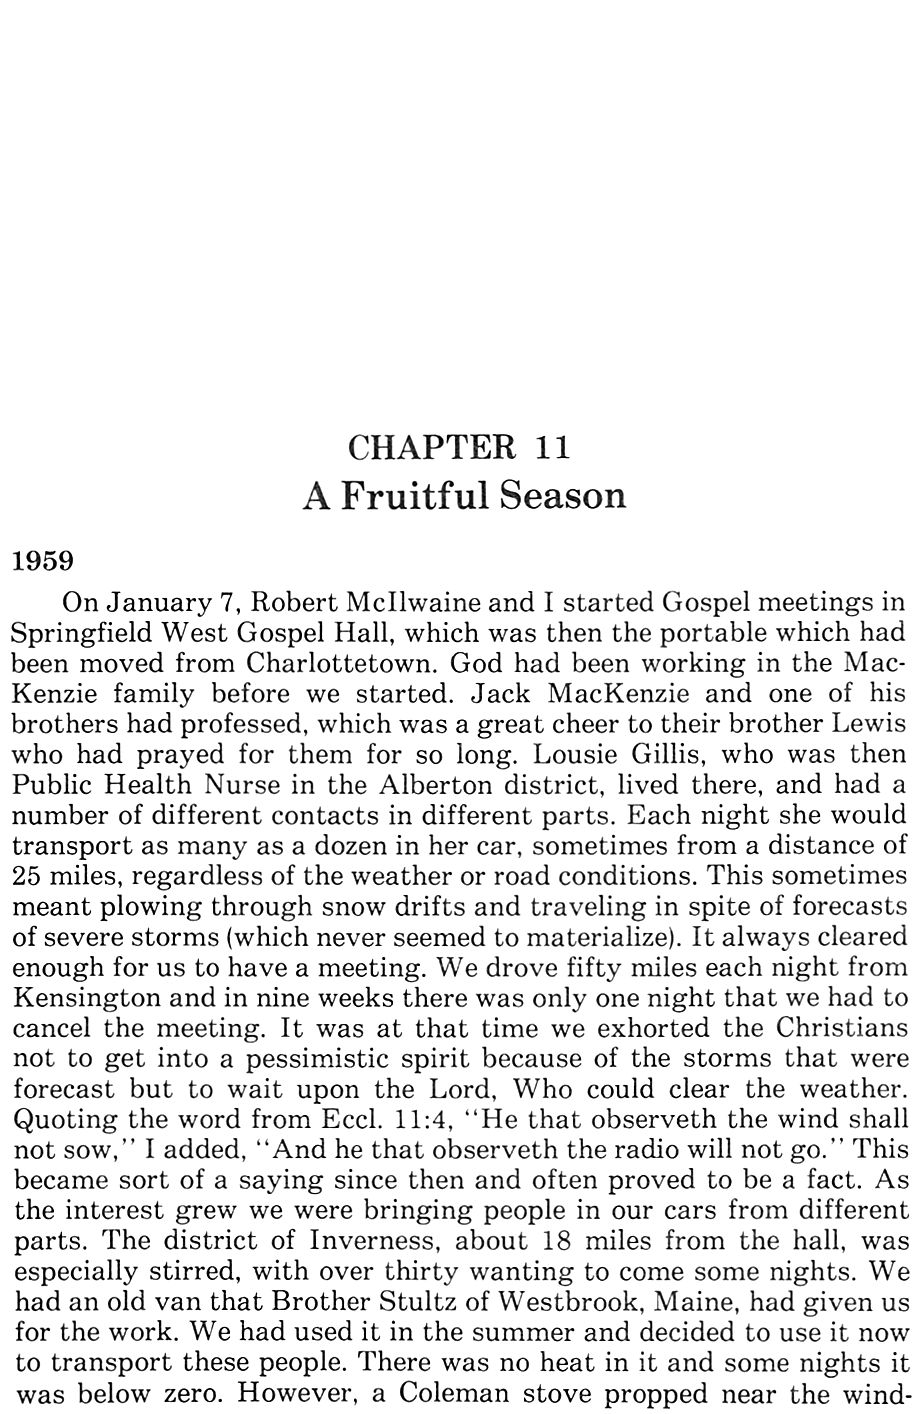 CHAPTER 11
A Fruitful Season
1959
On January 7, Robert McIlwaine and I started Gospel meetings in
Springfield West Gospel Hall, which was then the portable which had
been moved from Charlottetown. God had been working in the Mac-
Kenzie family before we started. Jack MacKenzie and one of his
brothers had professed, which was a great cheer to their brother Lewis
who had prayed for them for so long. Lousie Gillis, who was then
Public Health Nurse in the Alberton district, lived there, and had a
number of different contacts in different parts. Each night she would
transport as many as a dozen in her car, sometimes from a distance of
25 miles, regardless of the weather or road conditions. This sometimes
meant plowing through snow drifts and traveling in spite of forecasts
of severe storms (which never seemed to materialize). It always cleared
enough for us to have a meeting. We drove fifty miles each night from
Kensington and in nine weeks there was only one night that we had to
cancel the meeting. It was at that time we exhorted the Christians
not to get into a pessimistic spirit because of the storms that were
forecast but to wait upon the Lord, Who could clear the weather.
Quoting the word from Eccl. 11:4, ‘‘He that observeth the wind shall
not sow,’’ I added, ‘‘And he that observeth the radio will not go.’’ This
became sort of a saying since then and often proved to be a fact. As
the interest grew we were bringing people in our cars from different
parts. The district of Inverness, about 18 miles from the hall, was
especially stirred, with over thirty wanting to come some nights. We
had an old van that Brother Stultz of Westbrook, Maine, had given us
for the work. We had used it in the summer and decided to use it now
to transport these people. There was no heat in it and some nights it
was below zero. However, a Coleman stove propped near the wind-